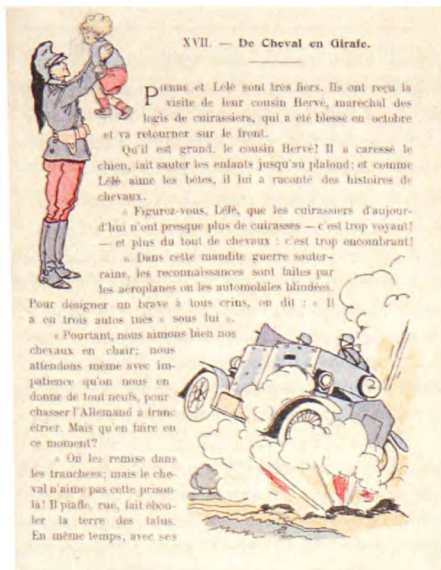 XVII. — De Cheval en Girafe.
PIERRE et Lélé sont très fiers. Ils ont reçu la
visite de leur cousin Hervé, maréchal des
logis de cuirassiers, qui a été blessé en octobre
et va retourner sur le front.
Qu'il est grand, le cousin Hervé! Il a caressé le
chien, fait sauter les enfants jusqu'au plafond; et comme
Lélé aime les bêtes, il lui a raconté des histoires de
chevaux.
« Figurez-vous, Lélé, que les cuirassiers d'aujour-
d'hui n'ont presque plus de cuirasses — c'est trop voyant!
— et plus du tout de chevaux : c'est trop encombrant!
« Dans cette maudite guerre souter-
raine, les reconnaissances sont faites par
les aéroplanes ou les automobiles blindées.
Pour désigner un brave à tous crins, on dit : « Il
a eu trois autos tués « sous lui ».
« Pourtant, nous aimons bien nos
chevaux en chair; nous
attendons même avec im-
patience qu'on nous en
donne de tout neufs, pour
chasser l'Allemand à franc
étrier. Mais qu'en faire en
ce moment?
« On les remise dans
les tranchées; mais le che-
val n'aime pas cette prison-
là! Il piaffe, rue, fait ébou-
ler la terre des talus.
En même temps, avec ses